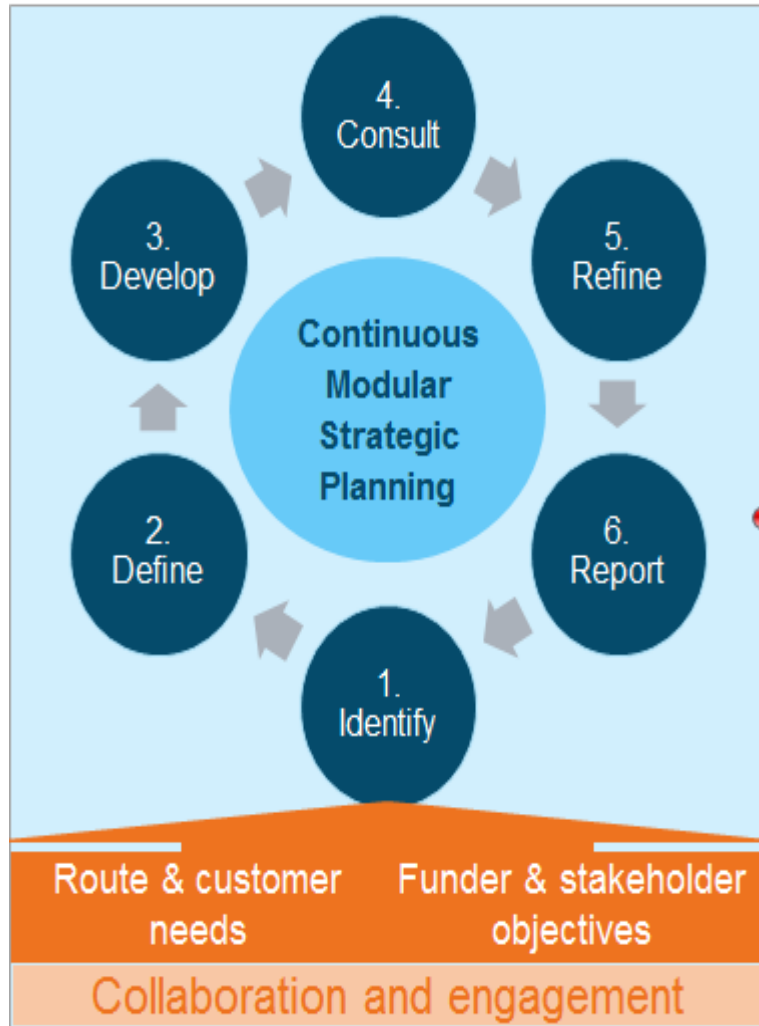 4.
Consult
3.
Develop
5.
Refine
Continuous
Modular
Strategic
Planning
2.
Define
6.
Report
1.
Identify
Route & customer
needs
Funder & stakeholder
objectives
Collaboration and engagement